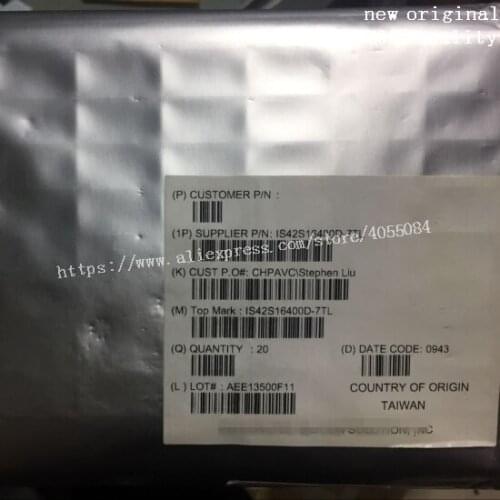 new original
(P) CUSTOMER P/N :
(1P) SUPPLIER P/N: IS42S16400D-7TL
https://www.aliexpress.com/store/4055084
(K) CUST P.O#: CHPAVC\Stephen Liu
(M) Top Mark : IS42S16400D-7TL
(Q) QUANTITY : 20 (D) DATE CODE: 0943
(L ) LOT# : AEE13500F11 COUNTRY OF ORIGIN
TAIWAN